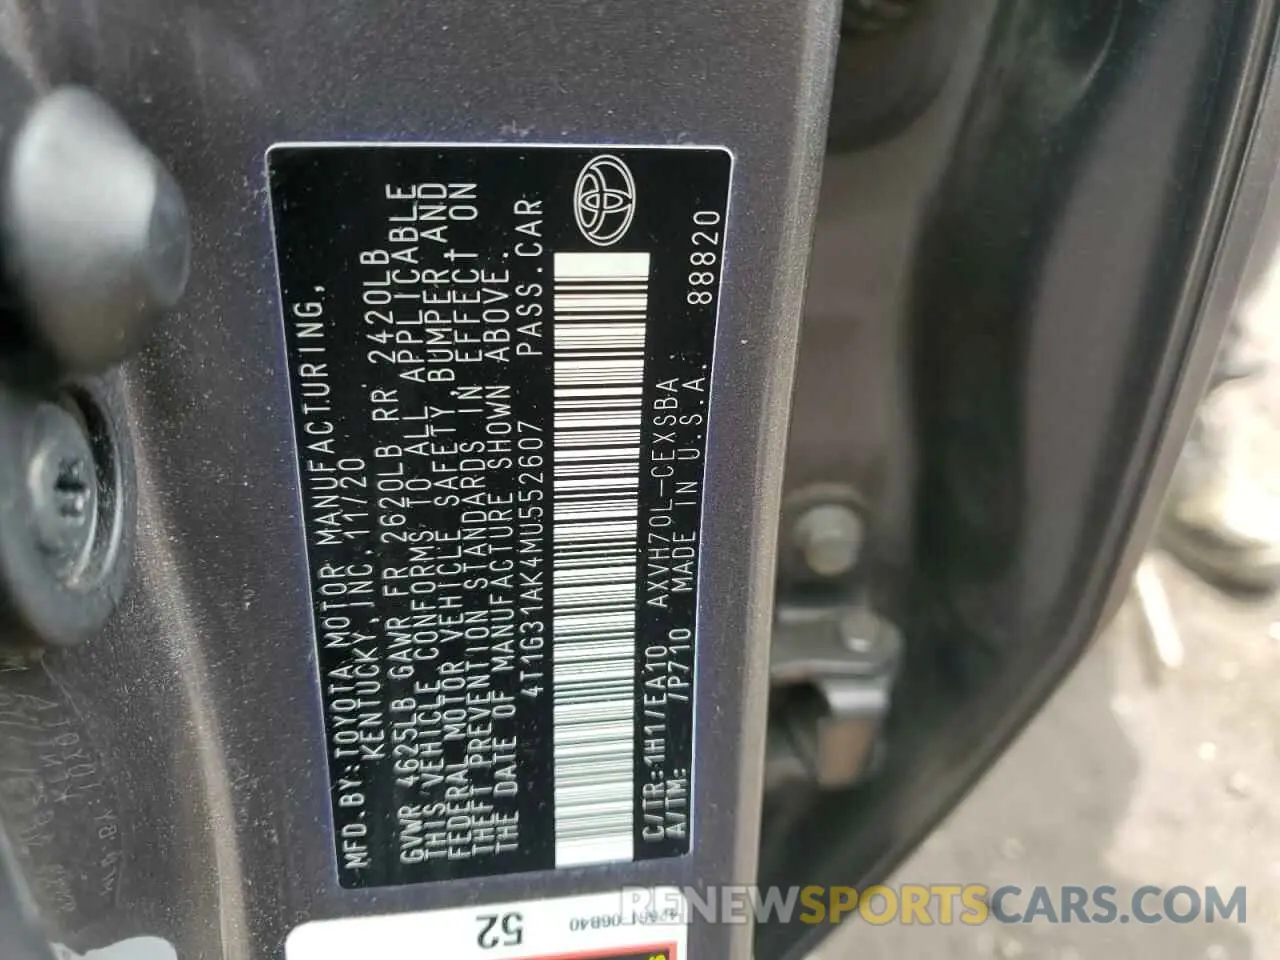 MFD.BY:TOYOTA MOTOR MANUFACTURING,
KENTUCKY,INC.11/20
GVWR 4625LB GAWR FR 2620LB RR 2420LB
THIS VEHICLE CONFORMS TO ALL APPLICABLE
FEDERAL MOTOR VEHICLE SAFETY,BUMPER,AND
THEFT PREVENTION STANDARDS IN EFFECT ON
THE DATE OF MANUFACTURE SHOWN ABOVE.
4T1G31AK4MU552607 PASS.CAR
C/TR:1H1/EA10 AXVH70L-CEXSBA
A/TM: /P710 MADE IN U.S.A. 88820
52
RENEWSPORTSCARS.COM